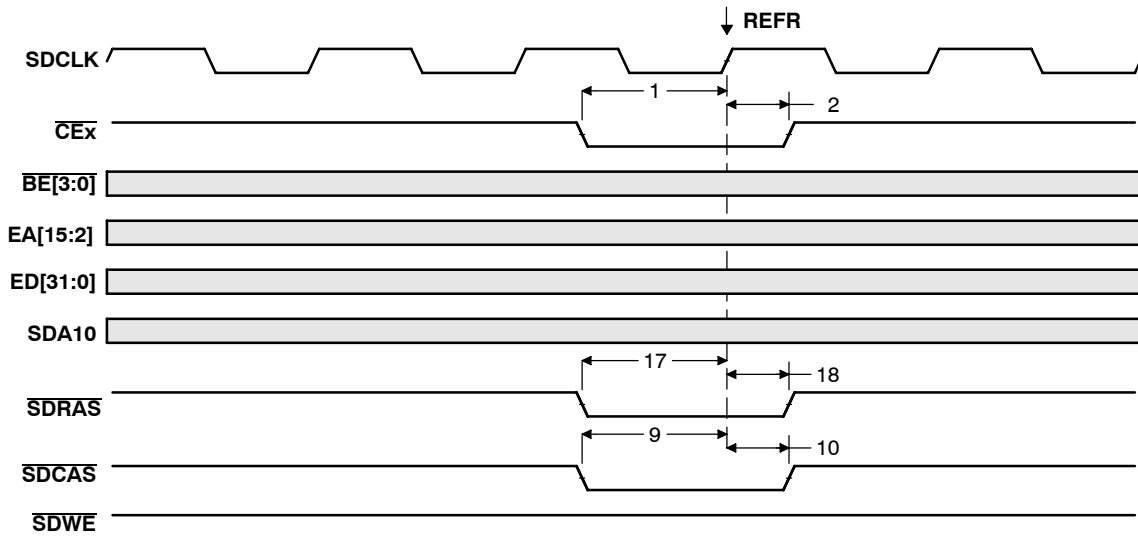 REFR
SDCLK
1
2
CEx
BE[3:0]
EA[15:2]
ED[31:0]
SDA10
17
18
SDRAS
9
10
SDCAS
SDWE